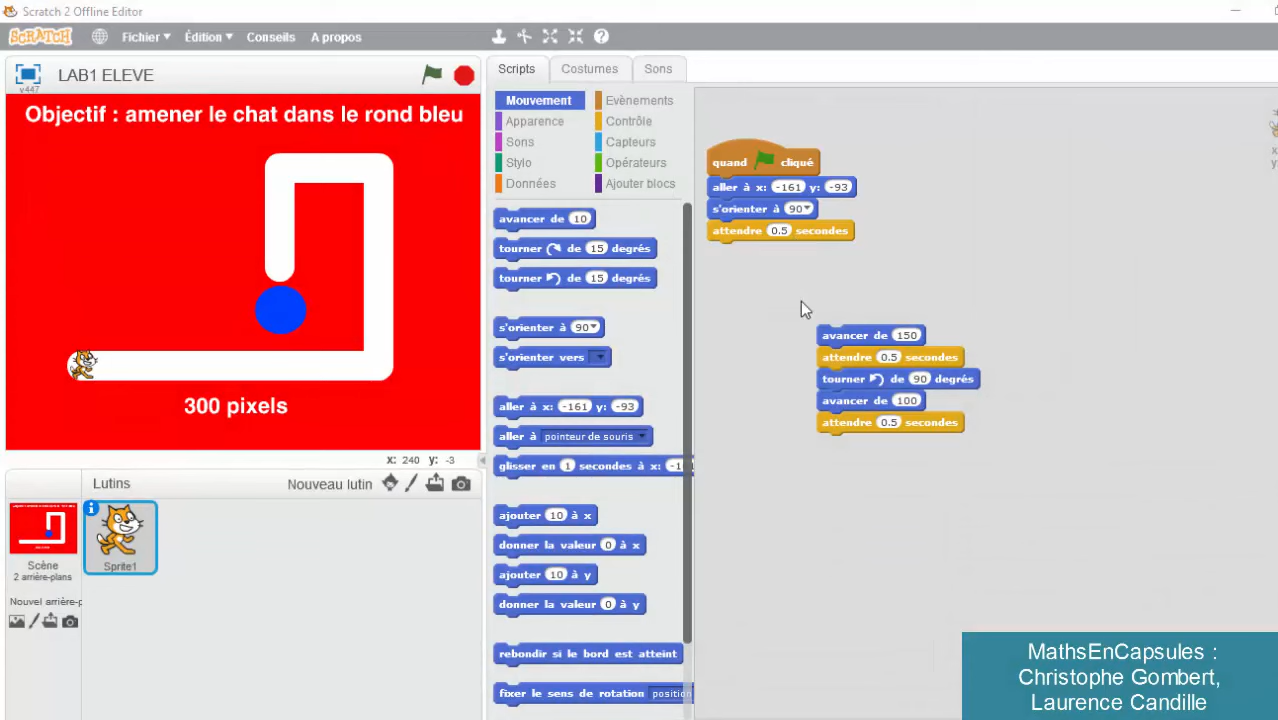 Scratch 2 Offline Editor
SCRATCH
Fichier
Édition
Conseils
A propos
v447
LAB1 ELEVE
Objectif : amener le chat dans le rond bleu
300 pixels
x: 240 y: -3
Scripts
Costumes
Sons
Mouvement
Evènements
Apparence
Contrôle
Sons
Capteurs
Stylo
Opérateurs
Données
Ajouter blocs
avancer de 10
tourner de 15 degrés
tourner de 15 degrés
s'orienter à 90
s'orienter vers
aller à x: -161 y: -93
aller à pointeur de souris
glisser en 1 secondes à x:
ajouter 10 à x
donner la valeur 0 à x
ajouter 10 à y
donner la valeur 0 à y
rebondir si le bord est atteint
fixer le sens de rotation
quand cliqué
aller à x: -161 y: -93
s'orienter à 90
attendre 0.5 secondes
avancer de 150
attendre 0.5 secondes
tourner de 90 degrés
avancer de 100
attendre 0.5 secondes
Lutins
Nouveau lutin
Scène
2 arrière-plans
Nouvel arrière-p
Sprite1
MathsEnCapsules :
Christophe Gombert,
Laurence Candille